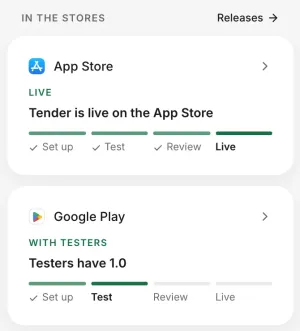 IN THE STORES Releases →
App Store
LIVE
Tender is live on the App Store
✓ Set up ✓ Test ✓ Review Live
Google Play
WITH TESTERS
Testers have 1.0
✓ Set up Test Review Live